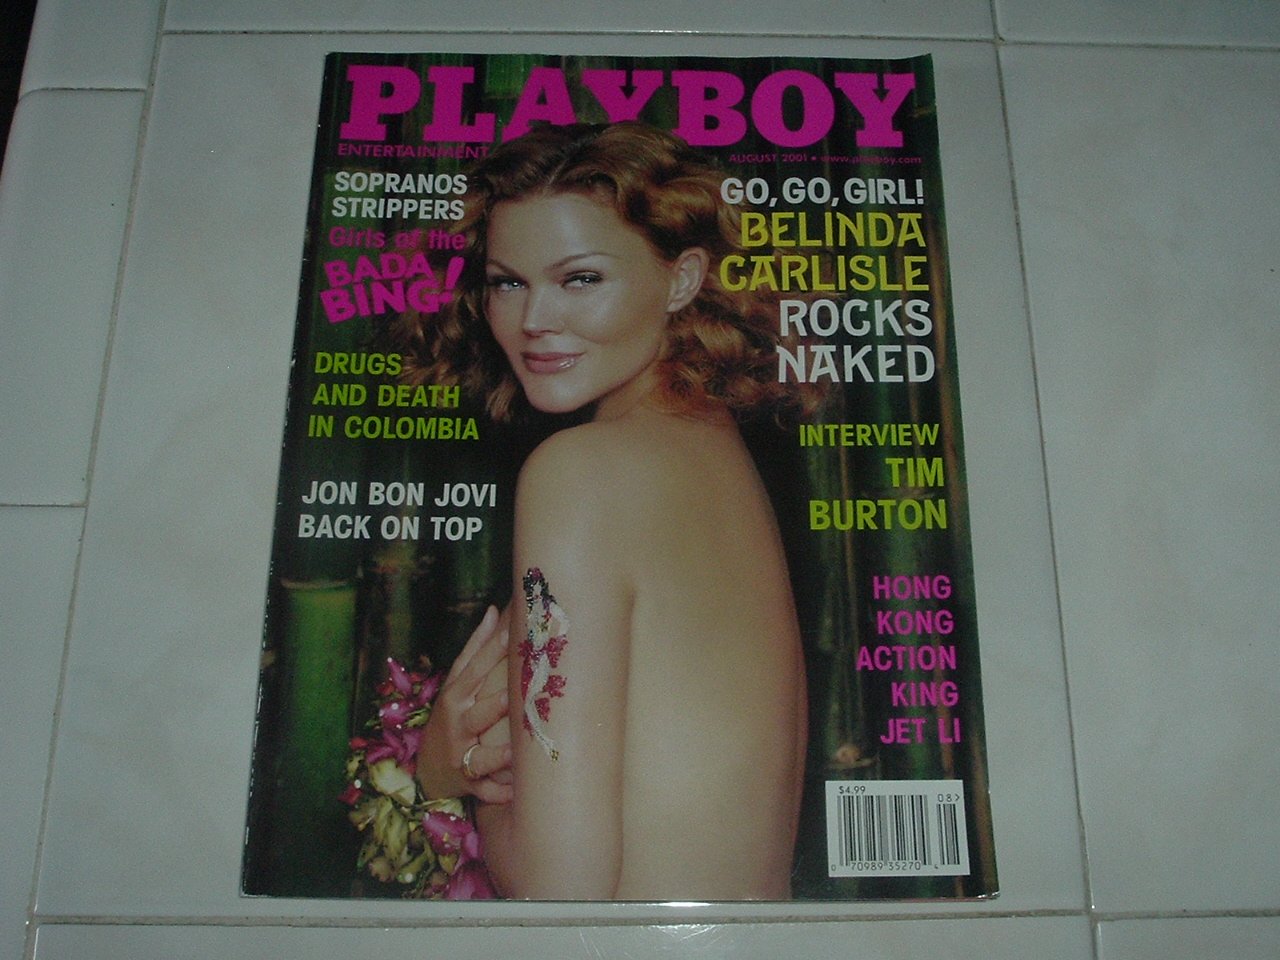 PLAYBOY
ENTERTAINMENT
AUGUST 2001 • www.playboy.com
SOPRANOS
STRIPPERS
Girls of the
BADA
BING!
DRUGS
AND DEATH
IN COLOMBIA
JON BON JOVI
BACK ON TOP
GO, GO, GIRL!
BELINDA
CARLISLE
ROCKS
NAKED
INTERVIEW
TIM
BURTON
HONG
KONG
ACTION
KING
JET LI
$4.99
08>
0 70989 35270 4